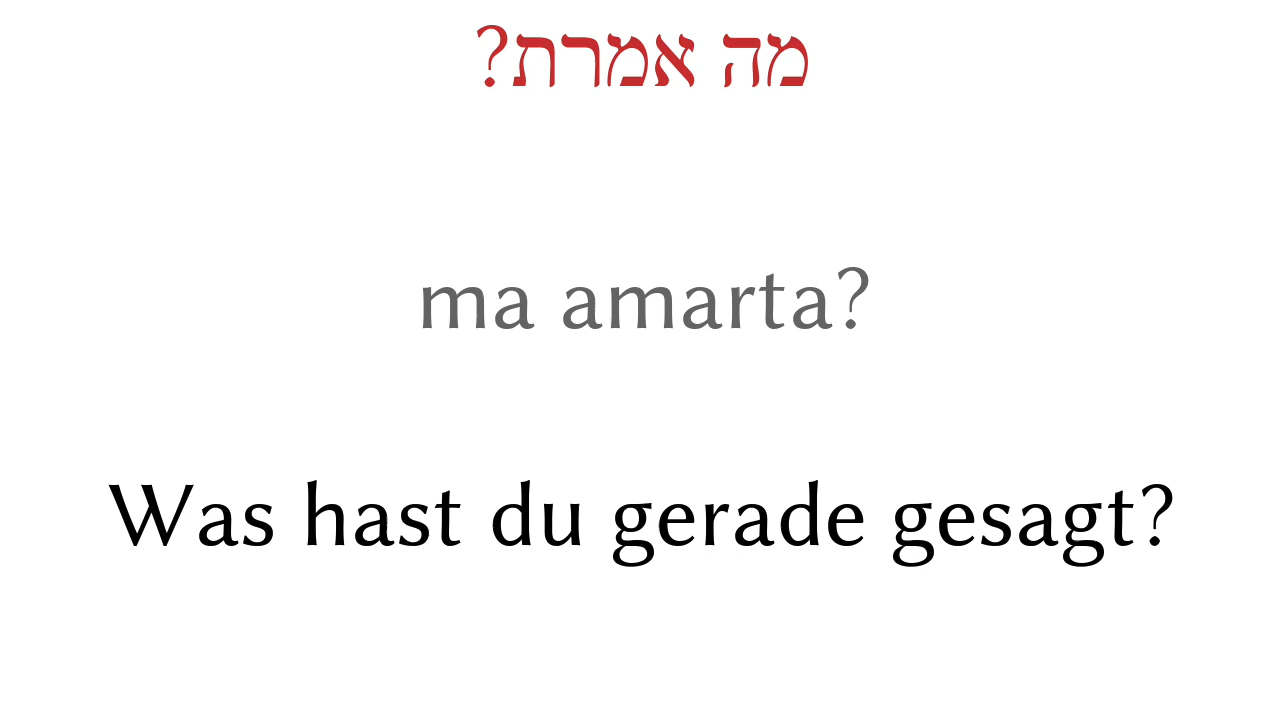 מה אמרת?
ma amarta?
Was hast du gerade gesagt?